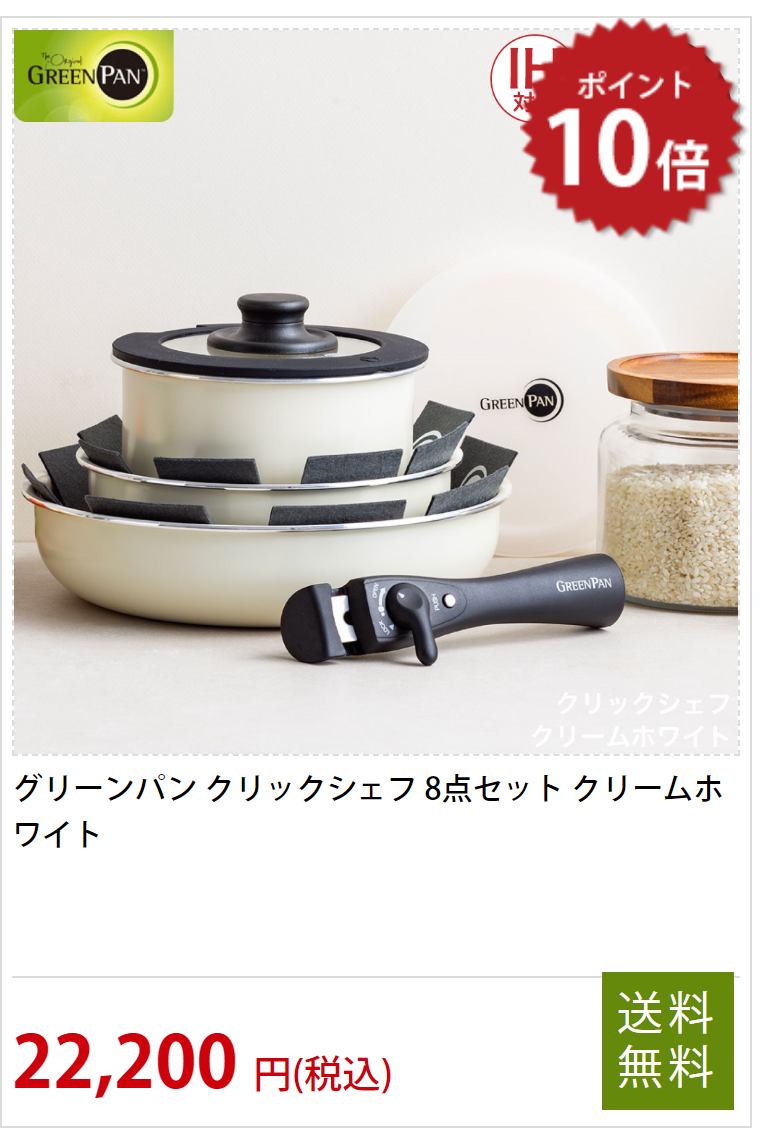 The Original
GREENPAN™
IH
対
ポイント
10倍
GREENPAN
GREENPAN
PUSH
LOCK
クリックシェフ
クリームホワイト
グリーンパン クリックシェフ 8点セット クリームホ
ワイト
22,200 円(税込)
送料
無料